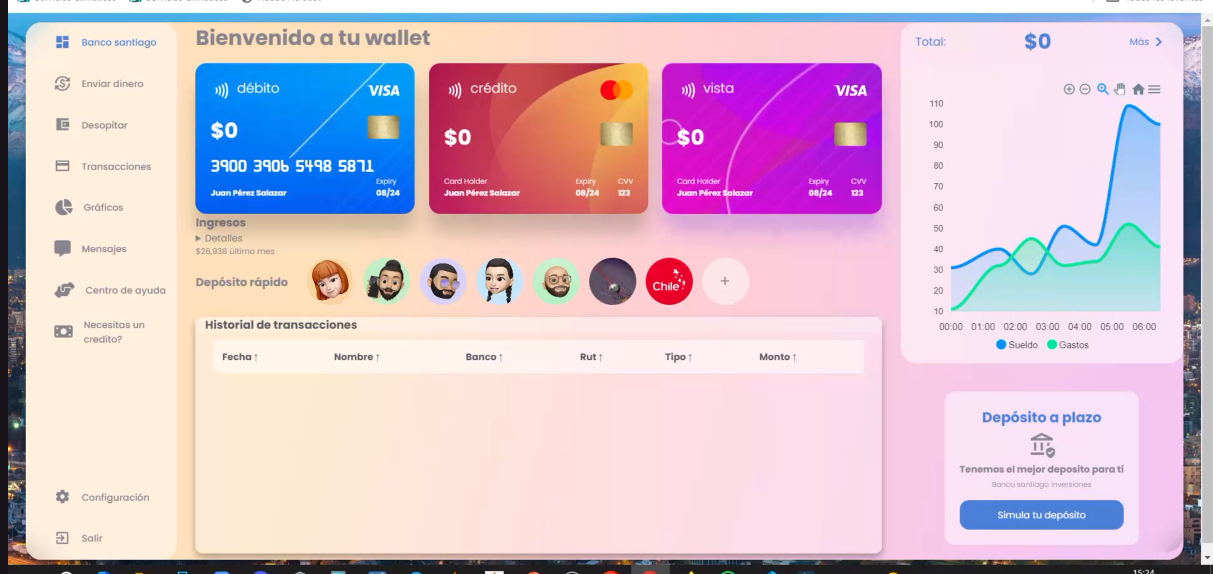 Banco santiago
Enviar dinero
Desopitar
Transacciones
Gráficos
Mensajes
Centro de ayuda
Necesitas un
credito?
Configuración
Salir
Bienvenido a tu wallet
débito
VISA
$0
3900 3906 5498 5871
Expiry
Juan Pérez Salazar
08/24
crédito
$0
Card Holder
Expiry
CVV
Juan Pérez Salazar
08/24
123
vista
VISA
$0
Card Holder
Expiry
CVV
Juan Pérez Salazar
08/24
123
Ingresos
Detalles
$26,938 último mes
Depósito rápido
Chile
+
Historial de transacciones
Fecha ↑ Nombre ↑ Banco ↑ Rut ↑ Tipo ↑ Monto ↑
Total: $0 Más
110
100
90
80
70
60
50
40
30
20
10
00:00 01:00 02:00 03:00 04:00 05:00 06:00
Sueldo Gastos
Depósito a plazo
Tenemos el mejor deposito para tí
Banco santiago inversiones
Simula tu depósito
15:24